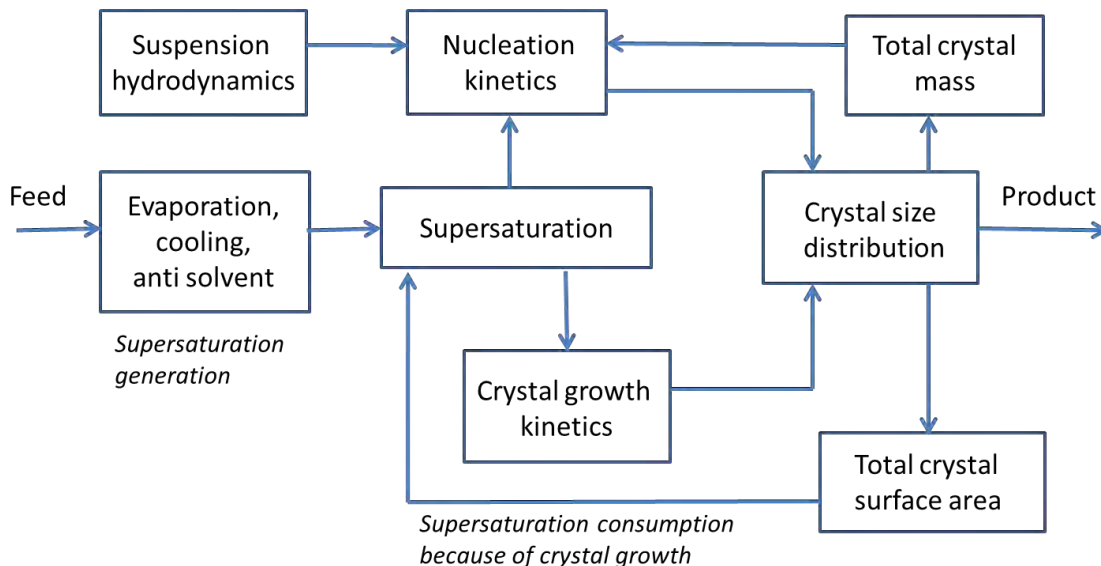 Suspension
hydrodynamics
Nucleation
kinetics
Total crystal
mass
Feed
Evaporation,
cooling,
anti solvent
Supersaturation
Crystal size
distribution
Product
Supersaturation
generation
Crystal growth
kinetics
Total crystal
surface area
Supersaturation consumption
because of crystal growth